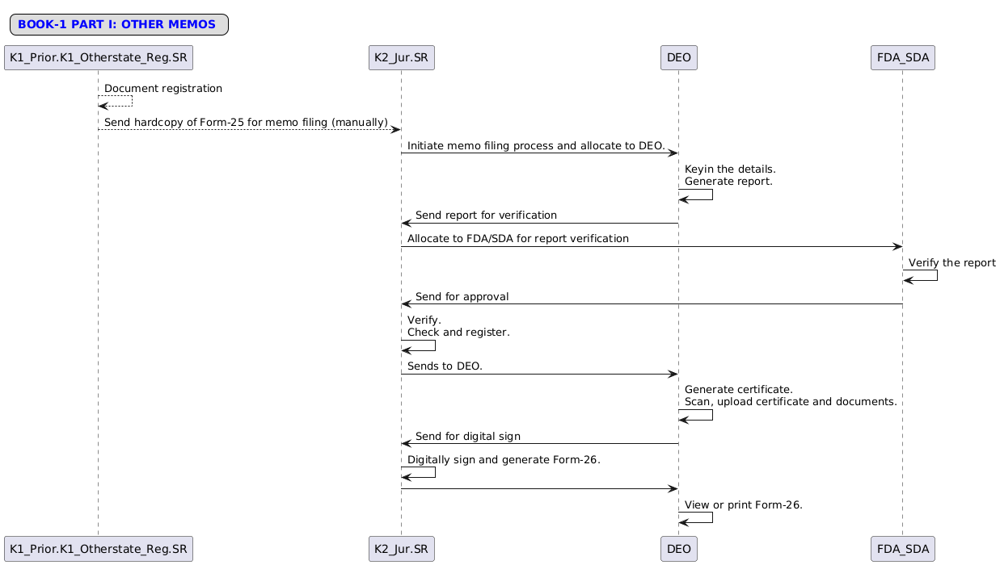 BOOK-1 PART I: OTHER MEMOS
K1_Prior.K1_Otherstate_Reg.SR
K2_Jur.SR
DEO
FDA_SDA
Document registration
Send hardcopy of Form-25 for memo filing (manually)
Initiate memo filing process and allocate to DEO.
Keyin the details.
Generate report.
Send report for verification
Allocate to FDA/SDA for report verification
Verify the report
Send for approval
Verify.
Check and register.
Sends to DEO.
Generate certificate.
Scan, upload certificate and documents.
Send for digital sign
Digitally sign and generate Form-26.
View or print Form-26.
K1_Prior.K1_Otherstate_Reg.SR
K2_Jur.SR
DEO
FDA_SDA